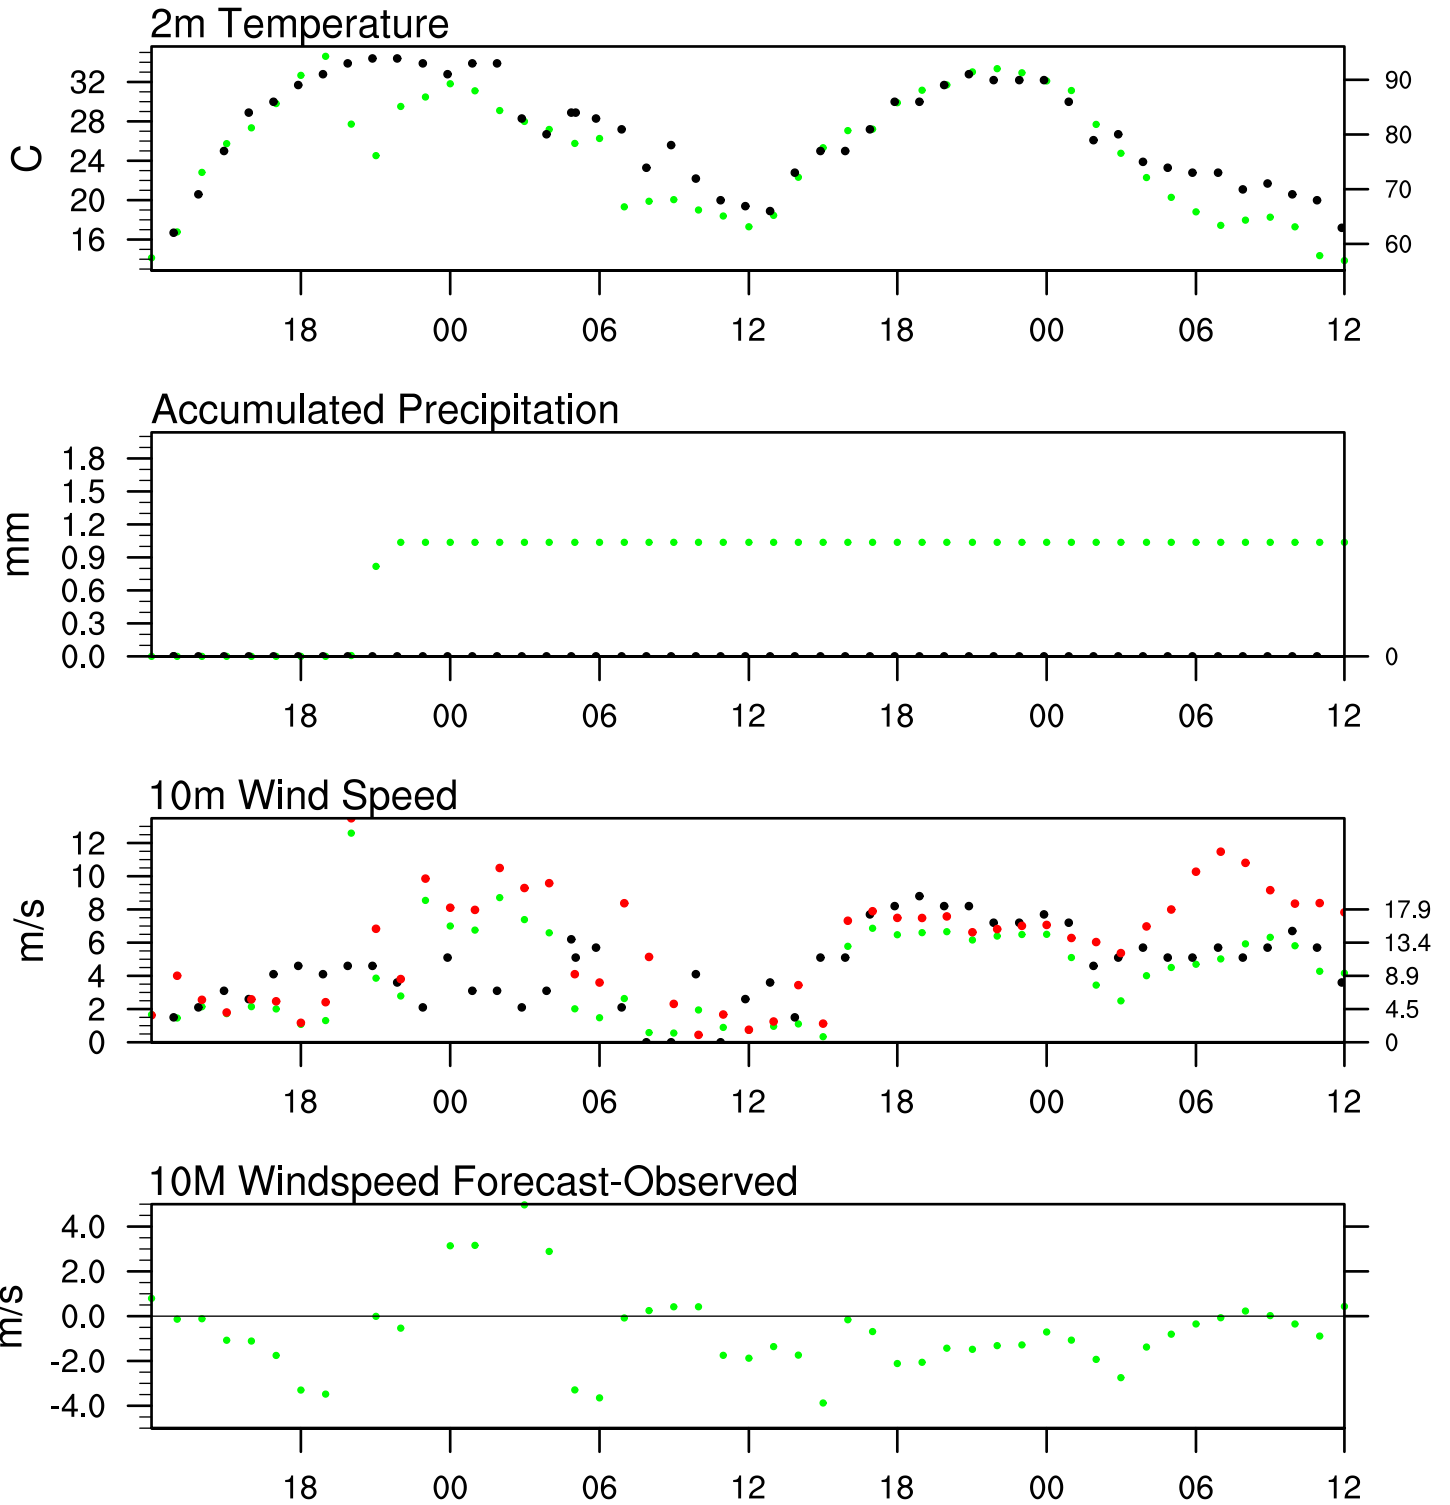 2m Temperature
C
32
28
24
20
16
90
80
70
60
18 00 06 12 18 00 06 12
Accumulated Precipitation
mm
1.8
1.5
1.2
0.9
0.6
0.3
0.0
0
18 00 06 12 18 00 06 12
10m Wind Speed
m/s
12
10
8
6
4
2
0
17.9
13.4
8.9
4.5
0
18 00 06 12 18 00 06 12
10M Windspeed Forecast-Observed
m/s
4.0
2.0
0.0
-2.0
-4.0
18 00 06 12 18 00 06 12